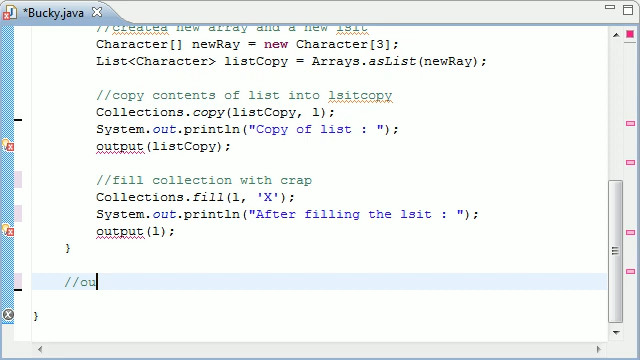 *Bucky.java
//createa new array and a new lsit
Character[] newRay = new Character[3];
List<Character> listCopy = Arrays.asList(newRay);
//copy contents of list into lsitcopy
Collections.copy(listCopy, l);
System.out.println("Copy of list : ");
output(listCopy);
//fill collection with crap
Collections.fill(l, 'X');
System.out.println("After filling the lsit : ");
output(l);
}
//ou
}